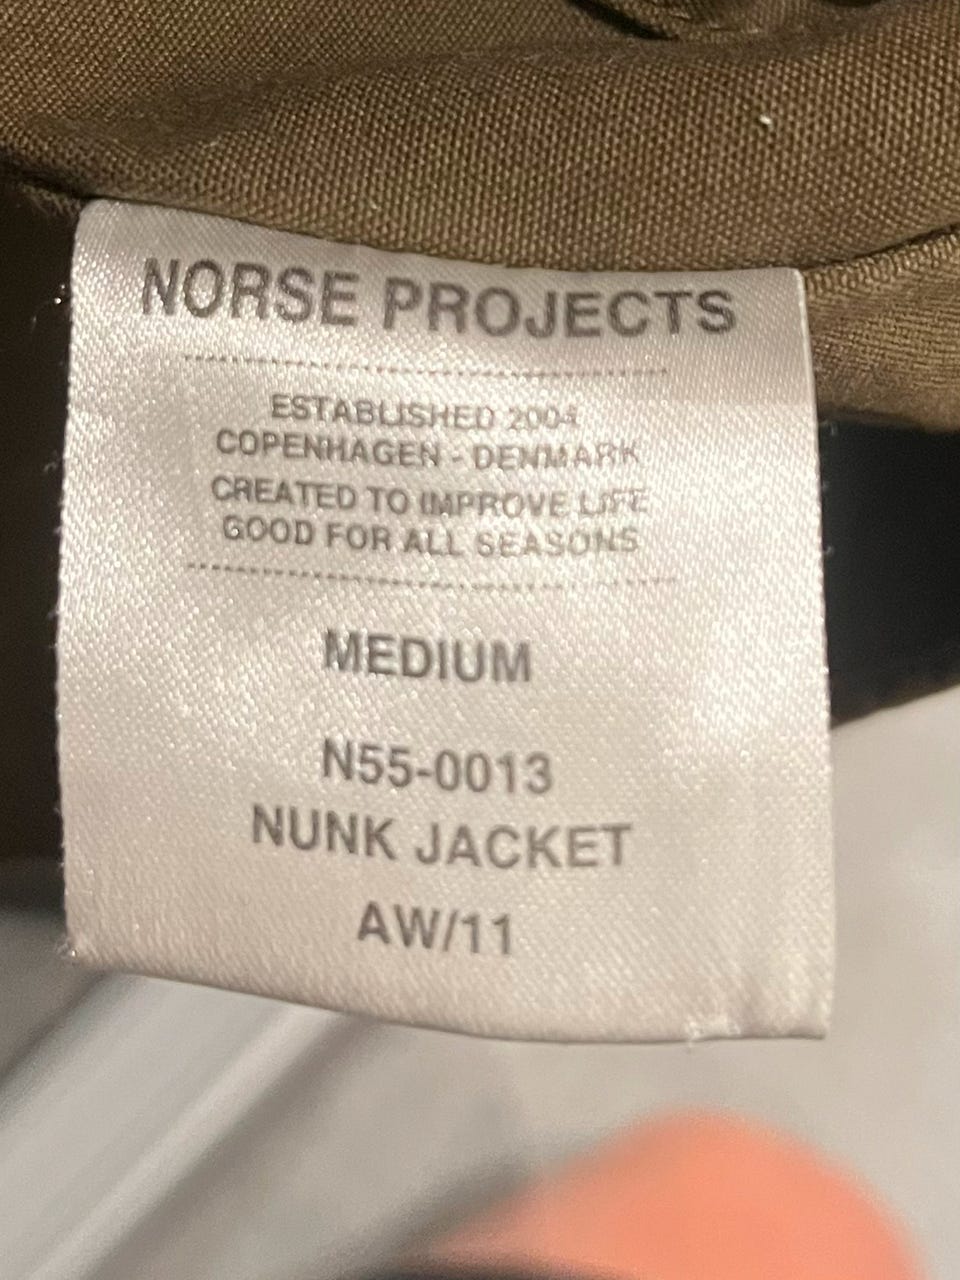 NORSE PROJECTS
ESTABLISHED 2004
COPENHAGEN - DENMARK
CREATED TO IMPROVE LIFE
GOOD FOR ALL SEASONS
MEDIUM
N55-0013
NUNK JACKET
AW/11